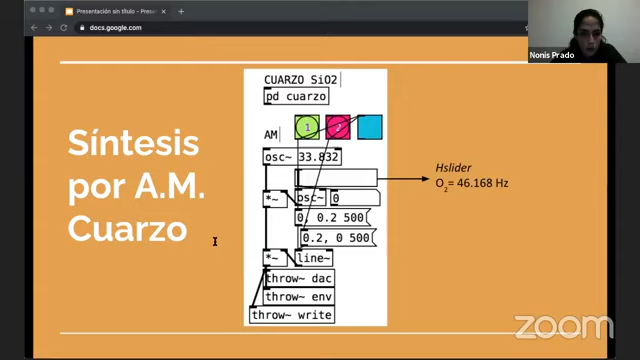 Presentación sin título - Presen
docs.google.com
Nonis Prado
Síntesis
por A.M.
Cuarzo
CUARZO SiO2
pd cuarzo
1
2
AM
osc~ 33.832
*~
osc~
0
0, 0.2 500
0.2, 0 500
*~
line~
throw~ dac
throw~ env
throw~ write
Hslider
O2= 46.168 Hz
zoom